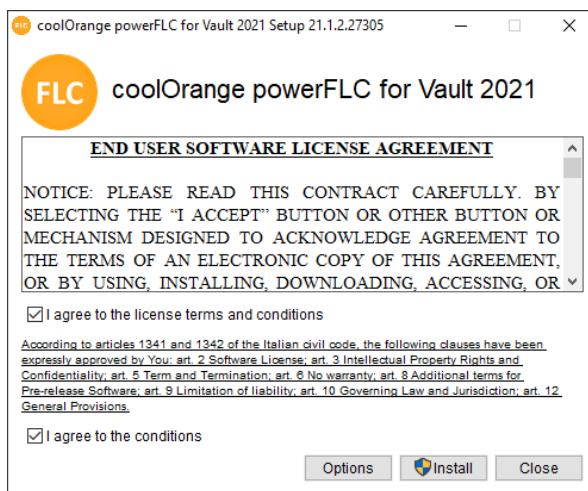 FLC coolOrange powerFLC for Vault 2021 Setup 21.1.2.27305
FLC coolOrange powerFLC for Vault 2021
END USER SOFTWARE LICENSE AGREEMENT
NOTICE: PLEASE READ THIS CONTRACT CAREFULLY. BY
SELECTING THE “I ACCEPT” BUTTON OR OTHER BUTTON OR
MECHANISM DESIGNED TO ACKNOWLEDGE AGREEMENT TO
THE TERMS OF AN ELECTRONIC COPY OF THIS AGREEMENT,
OR BY USING, INSTALLING, DOWNLOADING, ACCESSING, OR
I agree to the license terms and conditions
According to articles 1341 and 1342 of the Italian civil code, the following clauses have been
expressly approved by You: art. 2 Software License; art. 3 Intellectual Property Rights and
Confidentiality; art. 5 Term and Termination; art. 6 No warranty; art. 8 Additional terms for
Pre-release Software; art. 9 Limitation of liability; art. 10 Governing Law and Jurisdiction; art. 12
General Provisions.
I agree to the conditions
Options Install Close